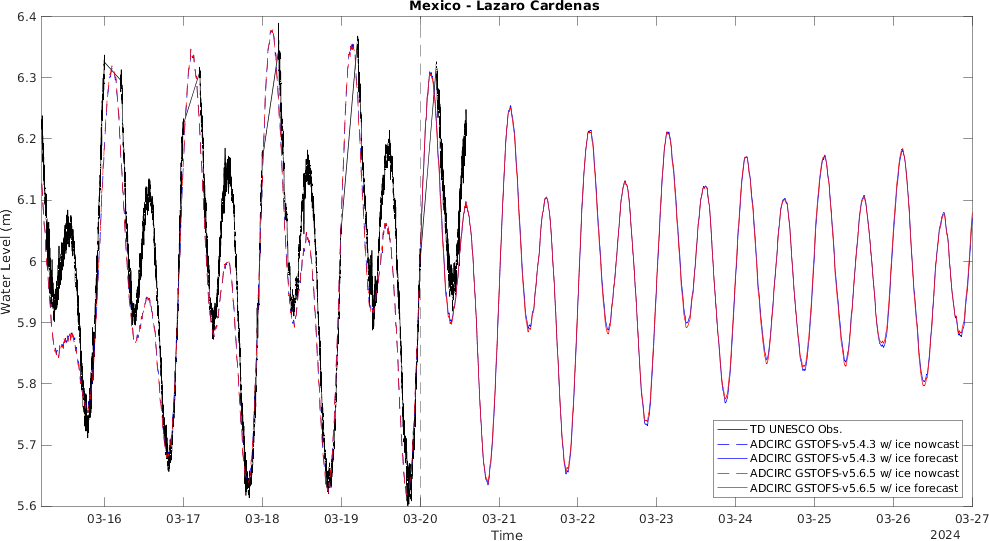 Mexico - Lazaro Cardenas
6.4
6.3
6.2
6.1
6
5.9
5.8
5.7
5.6
Water Level (m)
TD UNESCO Obs.
ADCIRC GSTOFS-v5.4.3 w/ ice nowcast
ADCIRC GSTOFS-v5.4.3 w/ ice forecast
ADCIRC GSTOFS-v5.6.5 w/ ice nowcast
ADCIRC GSTOFS-v5.6.5 w/ ice forecast
03-16 03-17 03-18 03-19 03-20 03-21 03-22 03-23 03-24 03-25 03-26 03-27
Time
2024